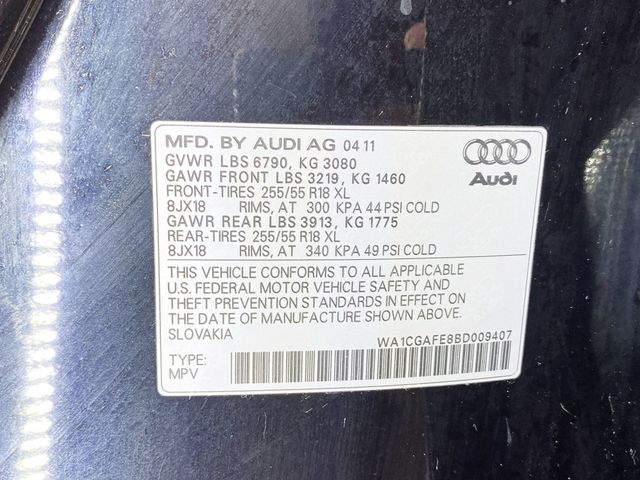 MFD. BY AUDI AG 04 11
GVWR LBS 6790, KG 3080
GAWR FRONT LBS 3219, KG 1460
FRONT-TIRES 255/55 R18 XL
8JX18 RIMS, AT 300 KPA 44 PSI COLD
GAWR REAR LBS 3913, KG 1775
REAR-TIRES 255/55 R18 XL
8JX18 RIMS, AT 340 KPA 49 PSI COLD
Audi
THIS VEHICLE CONFORMS TO ALL APPLICABLE
U.S. FEDERAL MOTOR VEHICLE SAFETY AND
THEFT PREVENTION STANDARDS IN EFFECT ON
THE DATE OF MANUFACTURE SHOWN ABOVE.
SLOVAKIA WA1CGAFE8BD009407
TYPE:
MPV